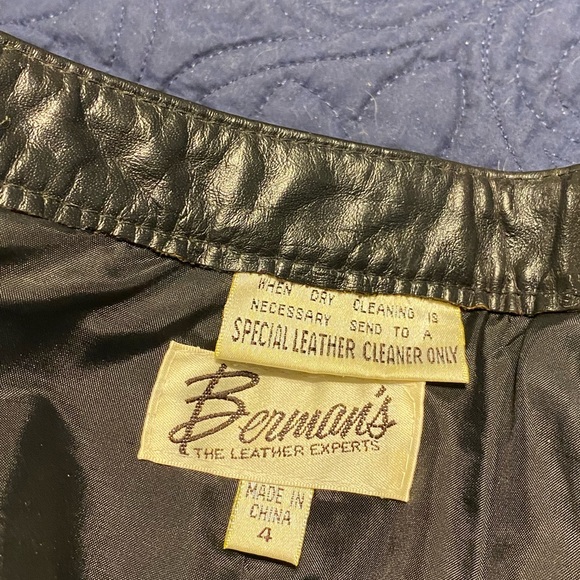 WHEN DRY CLEANING IS
NECESSARY SEND TO A
SPECIAL LEATHER CLEANER ONLY
Berman's
THE LEATHER EXPERTS
MADE IN
CHINA
4